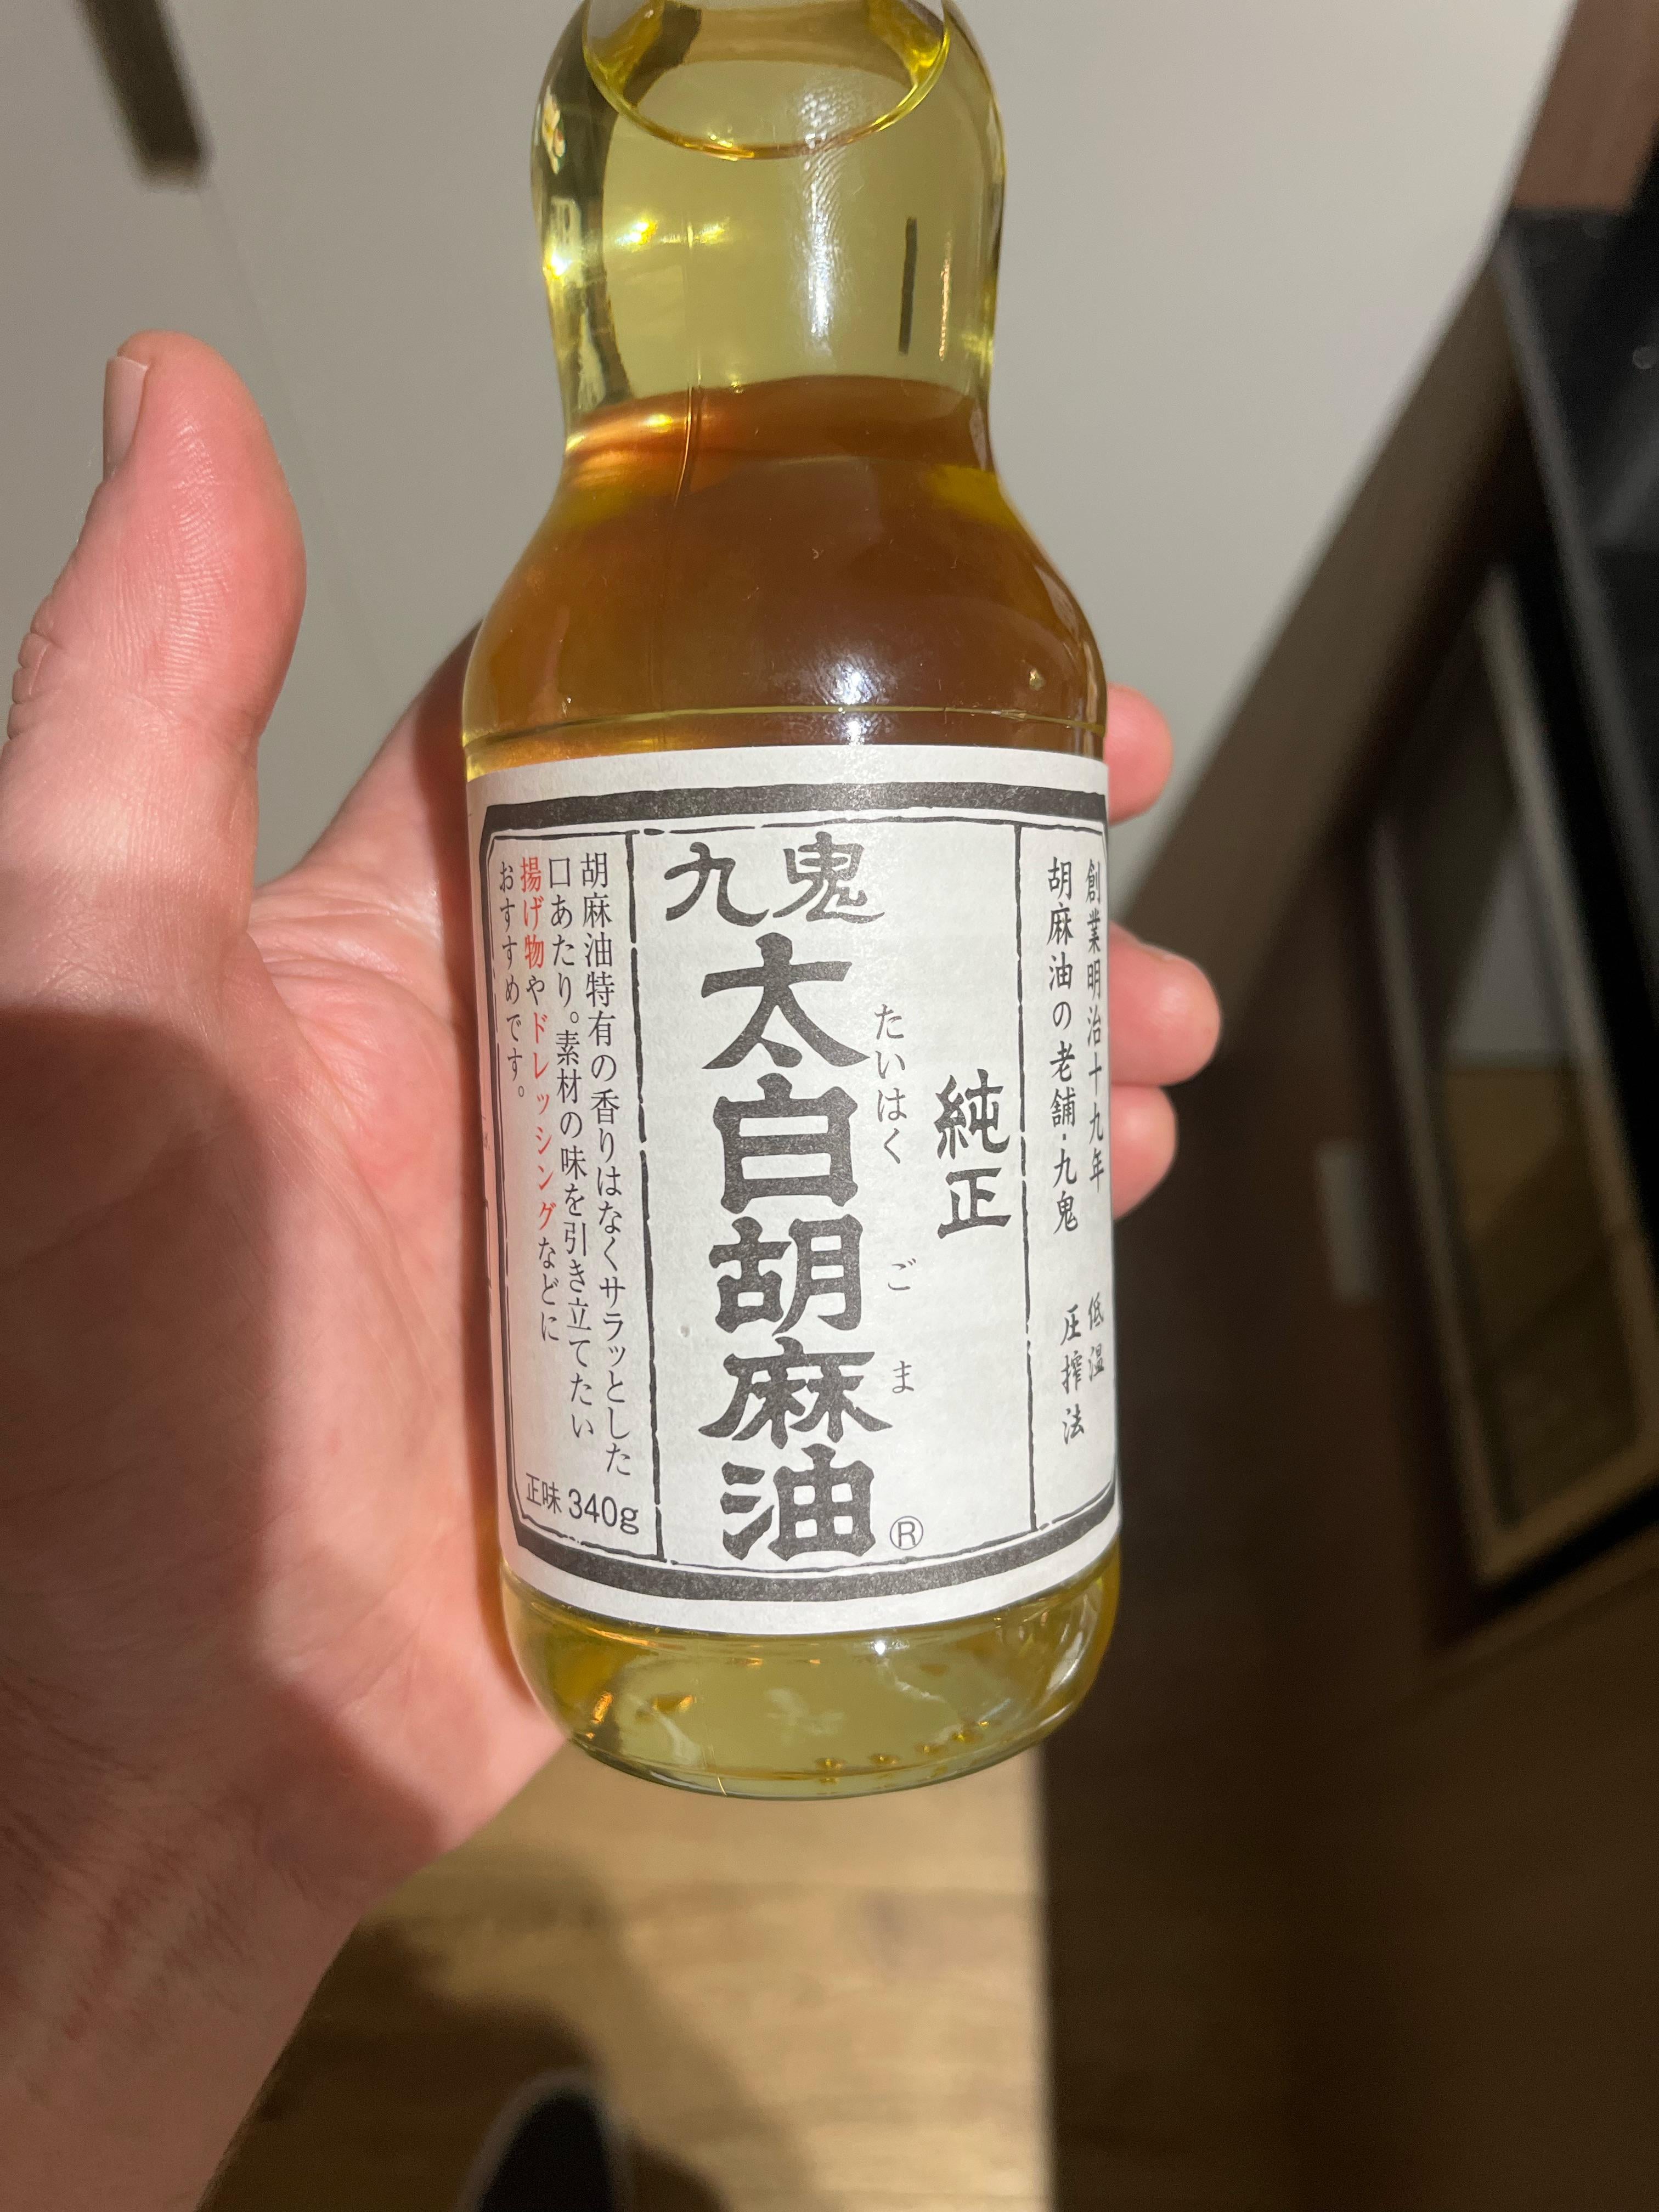 創業明治十九年
胡麻油の老舗・九鬼
低温
圧搾法
純正
九鬼
太白胡麻油
たいはく
ごま
®
胡麻油特有の香りはなくサラッとした
口あたり。素材の味を引き立てたい
揚げ物やドレッシングなどに
おすすめです。
正味 340g